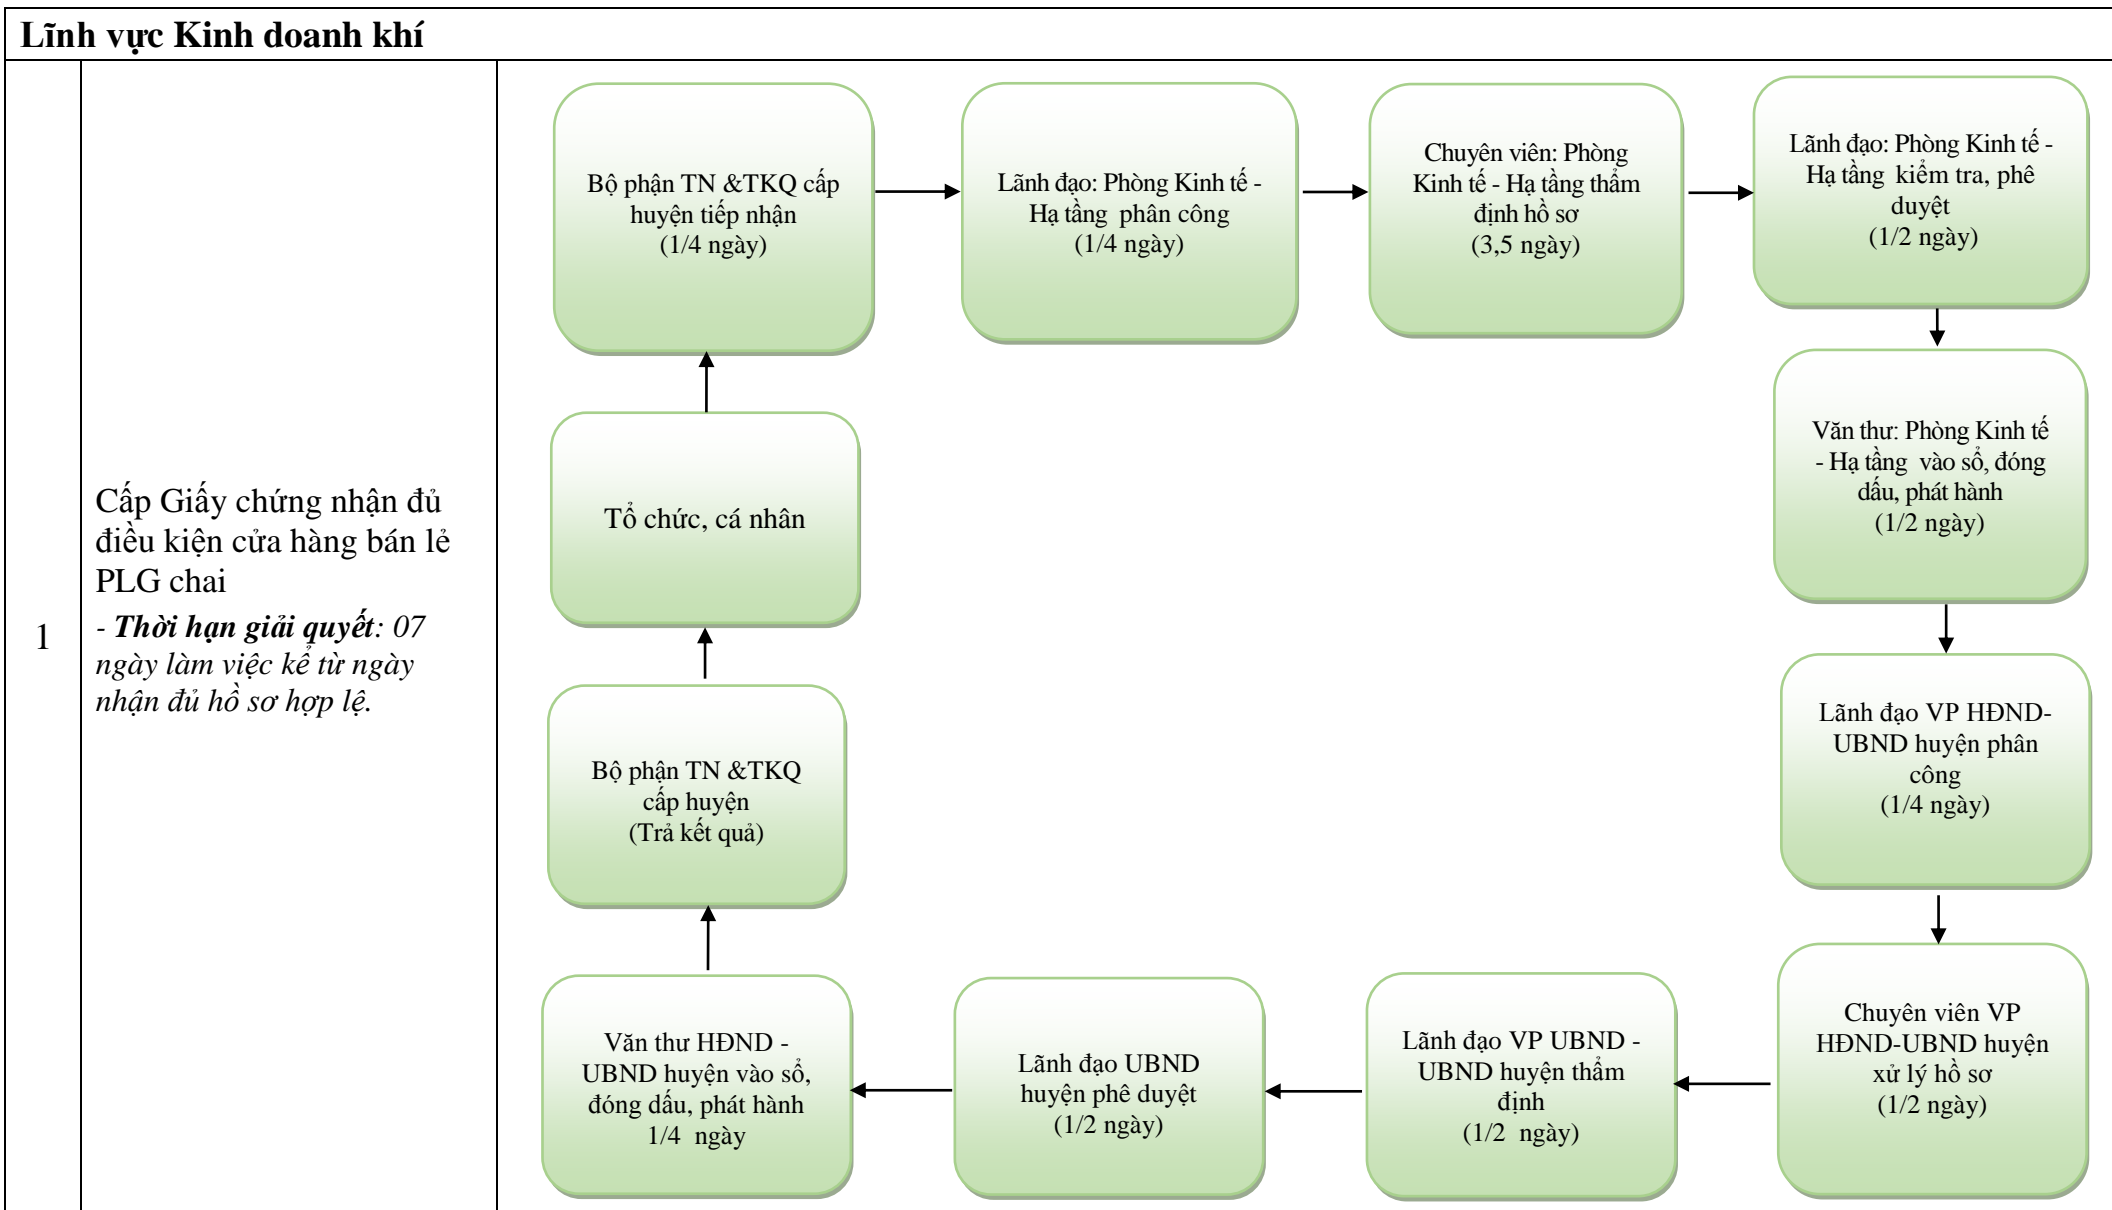 Lĩnh vực Kinh doanh khí
1
Cấp Giấy chứng nhận đủ
điều kiện cửa hàng bán lẻ
PLG chai
- Thời hạn giải quyết: 07
ngày làm việc kể từ ngày
nhận đủ hồ sơ hợp lệ.
Bộ phận TN &TKQ cấp
huyện tiếp nhận
(1/4 ngày)
Lãnh đạo: Phòng Kinh tế -
Hạ tầng phân công
(1/4 ngày)
Chuyên viên: Phòng
Kinh tế - Hạ tầng thẩm
định hồ sơ
(3,5 ngày)
Lãnh đạo: Phòng Kinh tế -
Hạ tầng kiểm tra, phê
duyệt
(1/2 ngày)
Văn thư: Phòng Kinh tế
- Hạ tầng vào sổ, đóng
dấu, phát hành
(1/2 ngày)
Lãnh đạo VP HĐND-
UBND huyện phân
công
(1/4 ngày)
Chuyên viên VP
HĐND-UBND huyện
xử lý hồ sơ
(1/2 ngày)
Lãnh đạo VP UBND -
UBND huyện thẩm
định
(1/2 ngày)
Lãnh đạo UBND
huyện phê duyệt
(1/2 ngày)
Văn thư HĐND -
UBND huyện vào sổ,
đóng dấu, phát hành
1/4 ngày
Bộ phận TN &TKQ
cấp huyện
(Trả kết quả)
Tổ chức, cá nhân